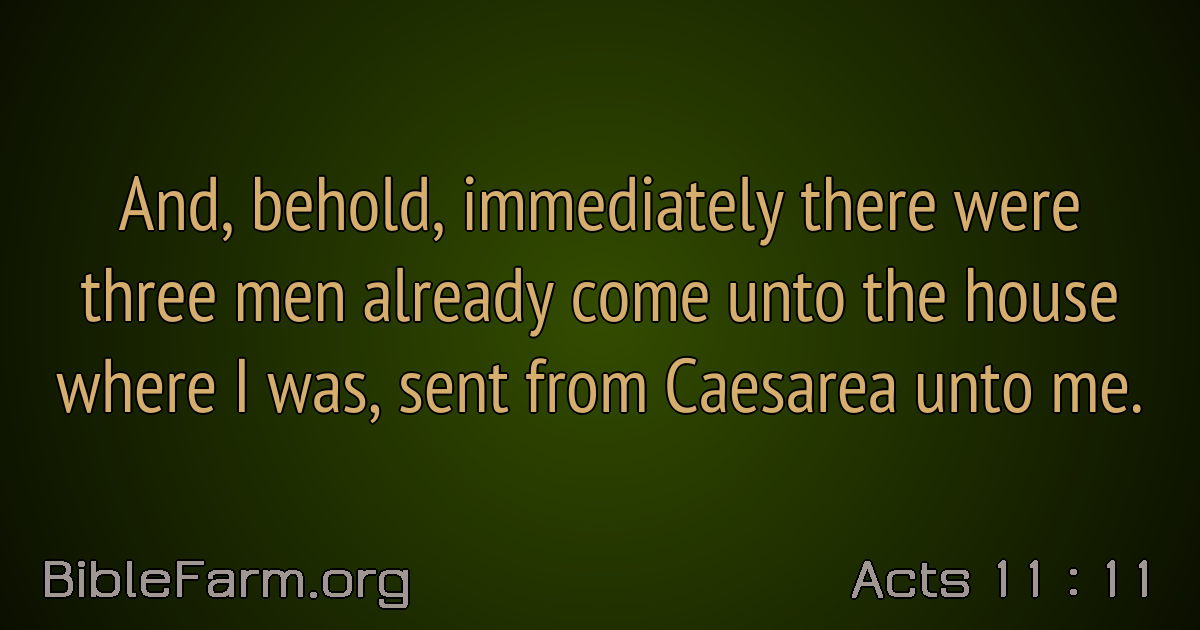 And, behold, immediately there were
three men already come unto the house
where I was, sent from Caesarea unto me.
BibleFarm.org
Acts 11 : 11